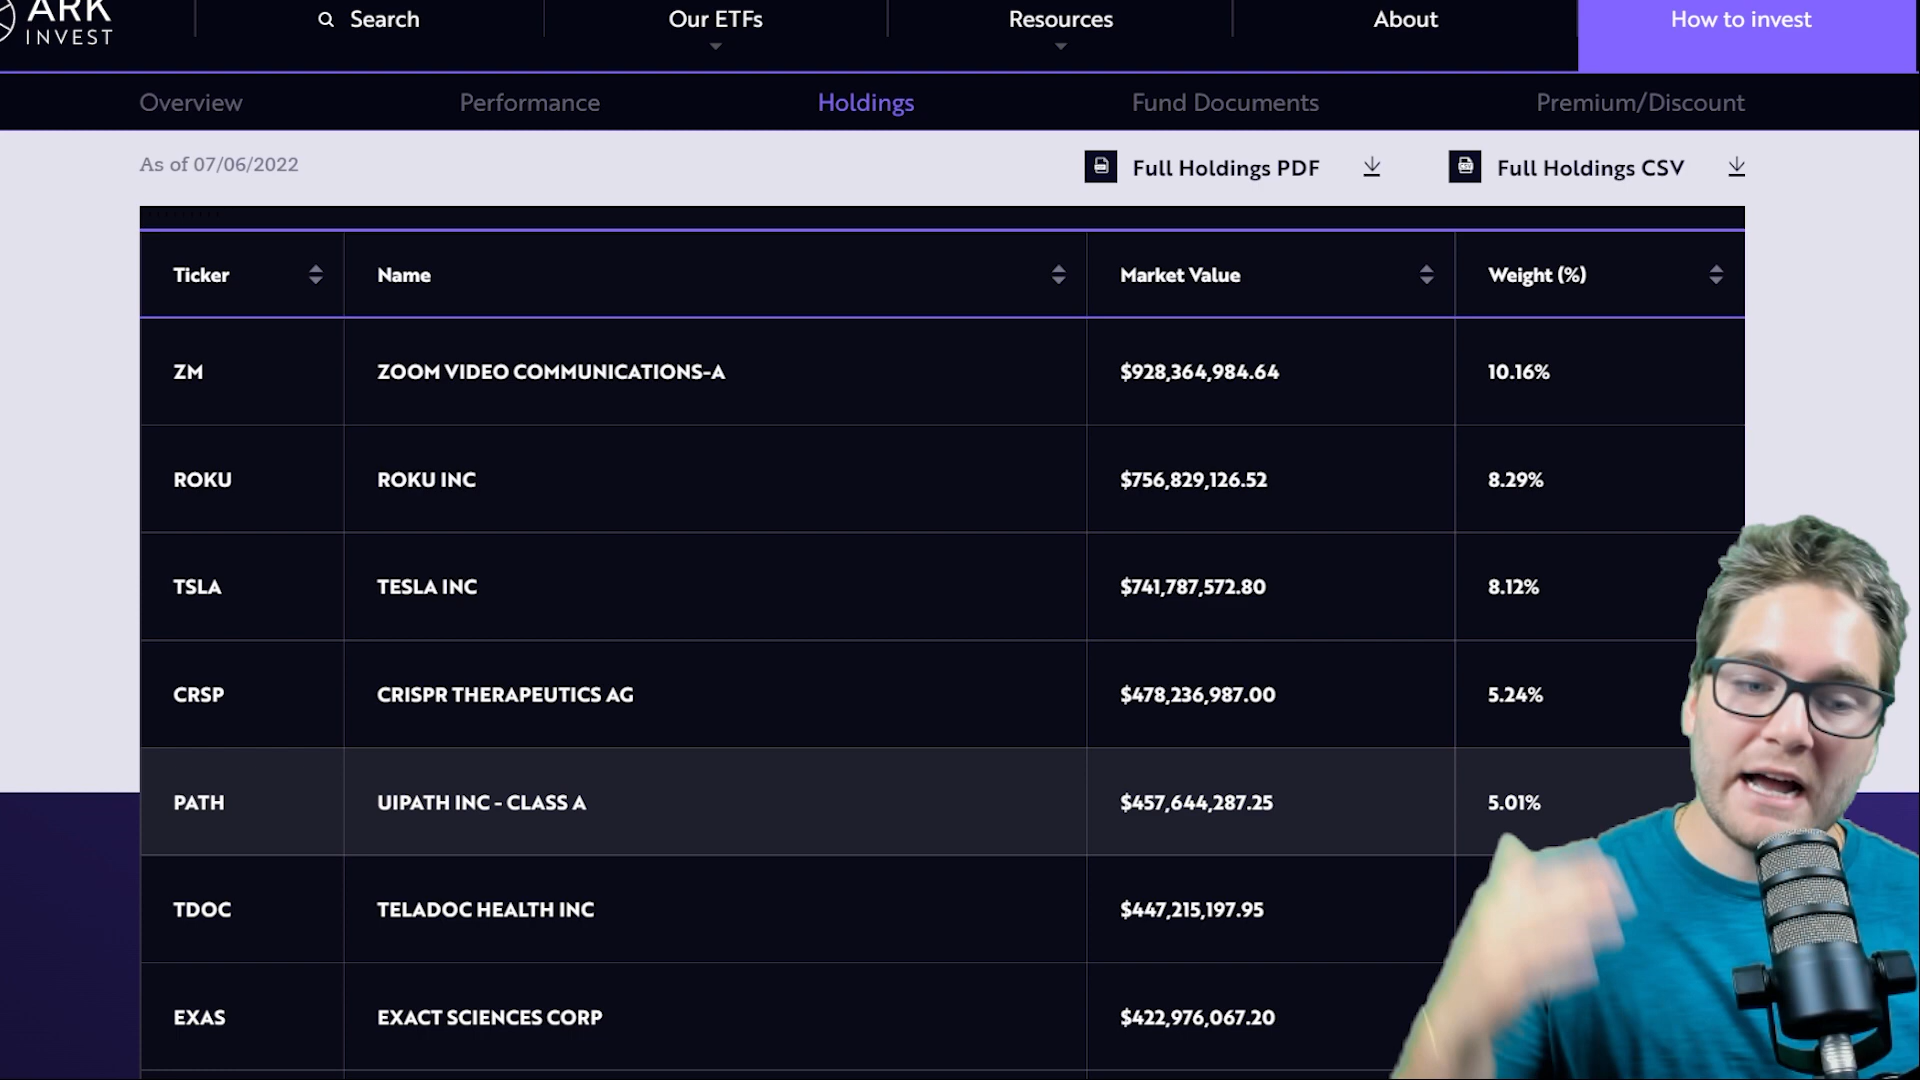 ARK
INVEST
Search
Our ETFs
Resources
About
How to invest
Overview
Performance
Holdings
Fund Documents
Premium/Discount
As of 07/06/2022
Full Holdings PDF
Full Holdings CSV
Ticker Name Market Value Weight (%)
ZM ZOOM VIDEO COMMUNICATIONS-A $928,364,984.64 10.16%
ROKU ROKU INC $756,829,126.52 8.29%
TSLA TESLA INC $741,787,572.80 8.12%
CRSP CRISPR THERAPEUTICS AG $478,236,987.00 5.24%
PATH UIPATH INC - CLASS A $457,644,287.25 5.01%
TDOC TELADOC HEALTH INC $447,215,197.95
EXAS EXACT SCIENCES CORP $422,976,067.20